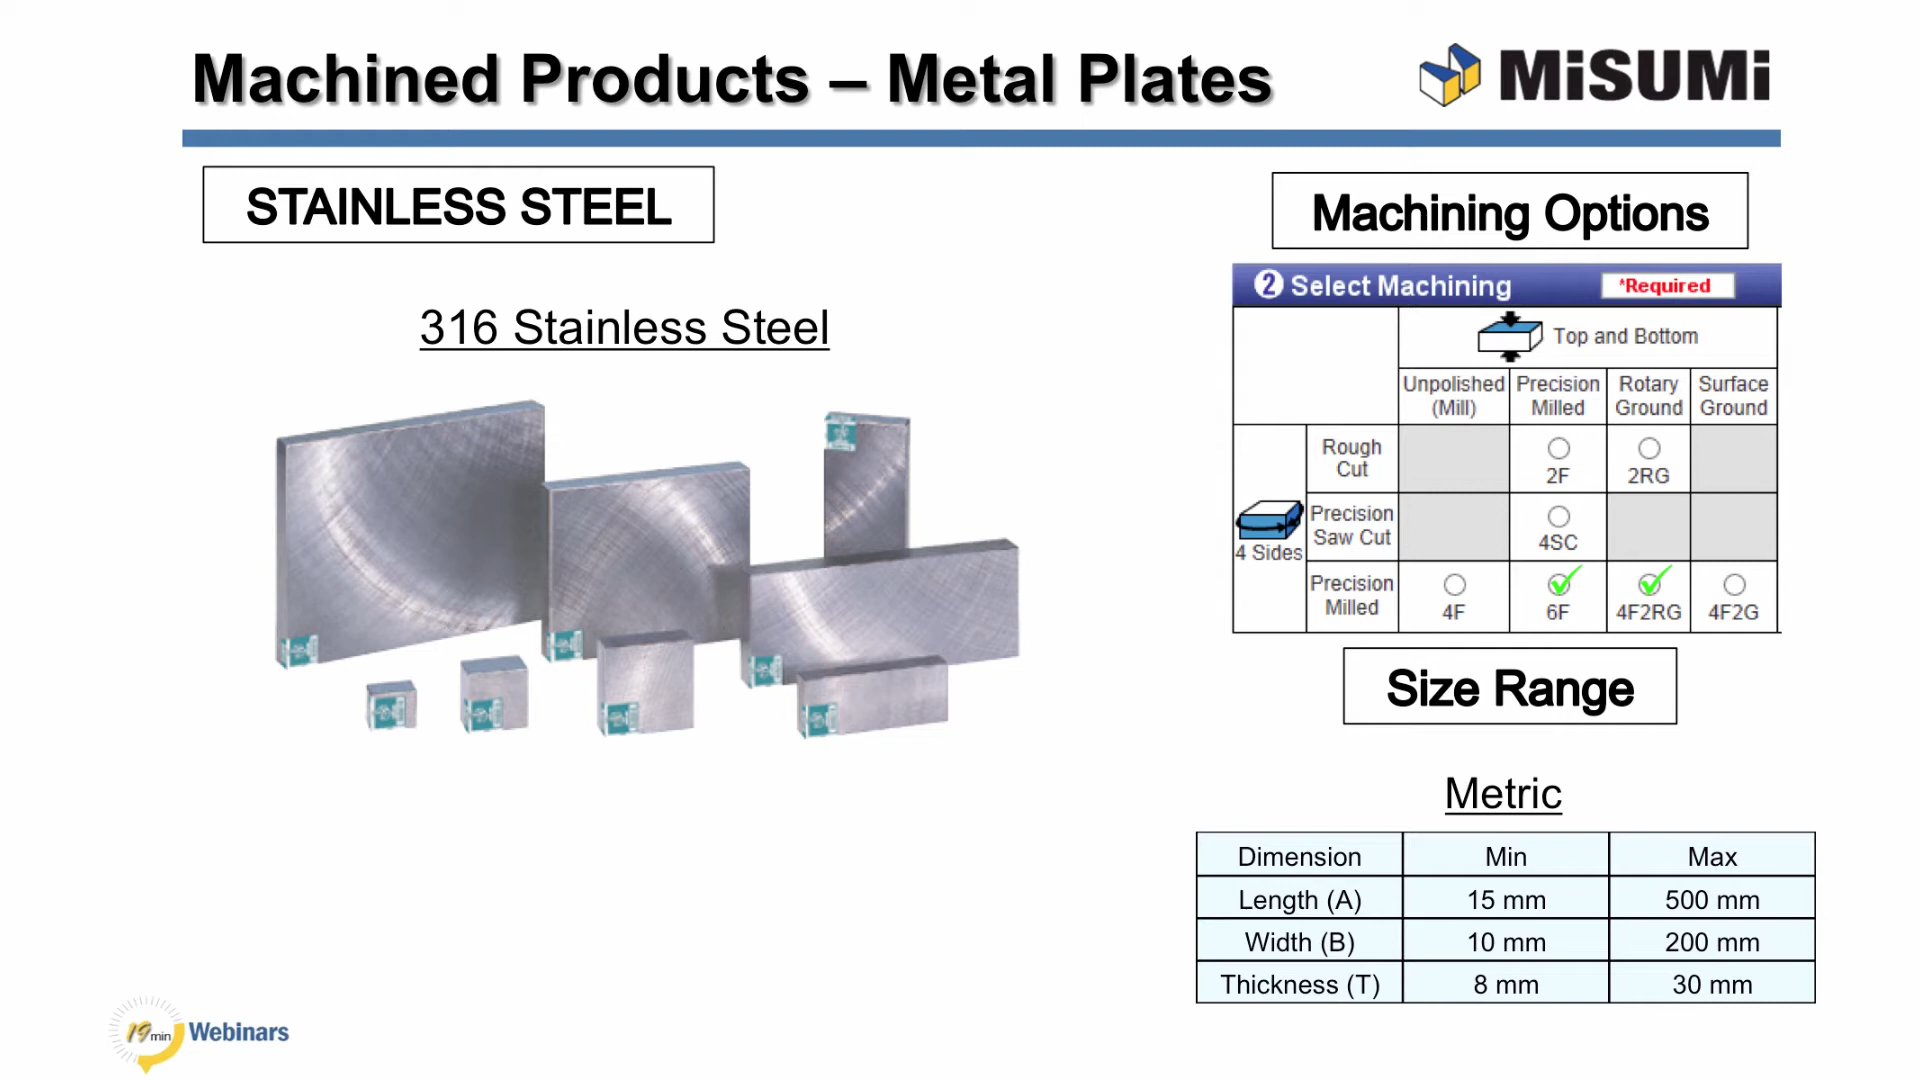 Machined Products – Metal Plates
MiSUMi
STAINLESS STEEL
Machining Options
316 Stainless Steel
2 Select Machining *Required
Top and Bottom
Unpolished (Mill)
Precision Milled
Rotary Ground
Surface Ground
4 Sides
Rough Cut
2F
2RG
Precision Saw Cut
4SC
Precision Milled
4F
6F
4F2RG
4F2G
Size Range
Metric
Dimension Min Max
Length (A) 15 mm 500 mm
Width (B) 10 mm 200 mm
Thickness (T) 8 mm 30 mm
19 min Webinars